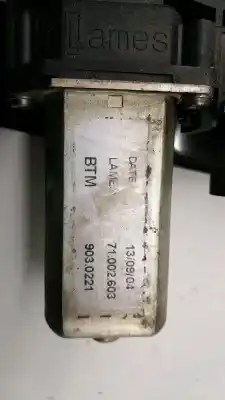 Lames
DATE 13/09/04
LAMES 71.002.603
BTM 903.0221